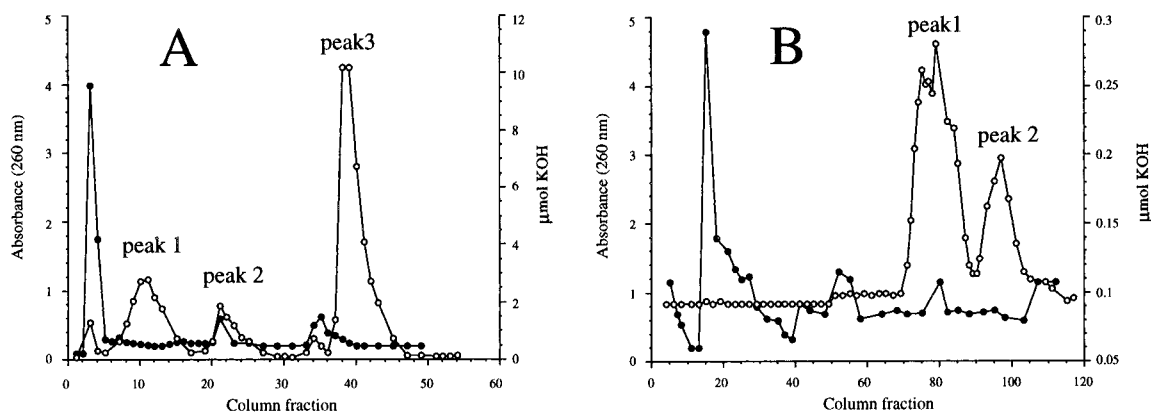 A
B
peak3
peak1
peak 1
peak 2
peak 2
5
4
3
2
1
0
Absorbance (260 nm)
12
10
8
6
4
2
0
µmol KOH
0 10 20 30 40 50 60
Column fraction
5
4
3
2
1
0
Absorbance (260 nm)
0.3
0.25
0.2
0.15
0.1
0.05
µmol KOH
0 20 40 60 80 100 120
Column fraction